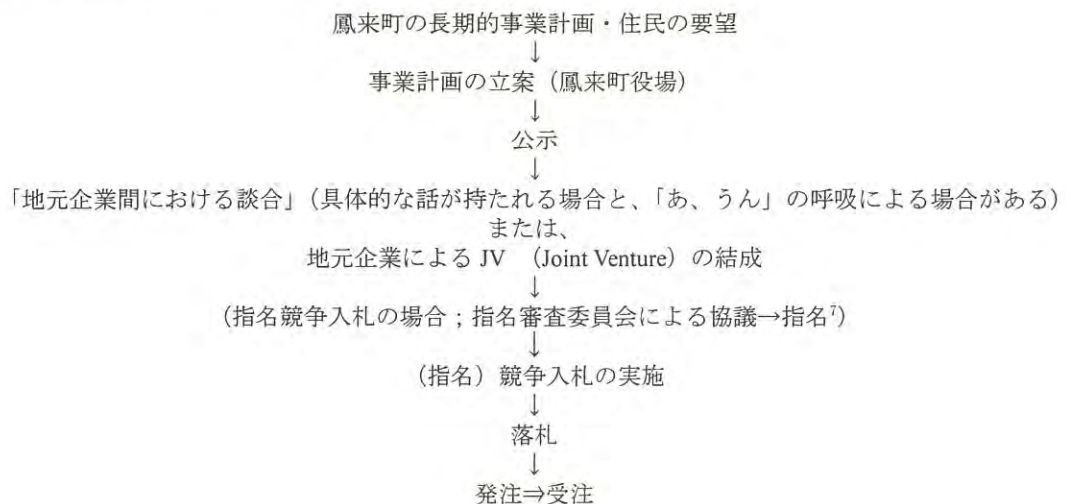 鳳来町の長期的事業計画・住民の要望
↓
事業計画の立案（鳳来町役場）
↓
公示
↓
「地元企業間における談合」（具体的な話が持たれる場合と、「あ、うん」の呼吸による場合がある）
または、
地元企業による JV （Joint Venture）の結成
↓
（指名競争入札の場合；指名審査委員会による協議→指名⁷）
↓
（指名）競争入札の実施
↓
落札
↓
発注⇒受注